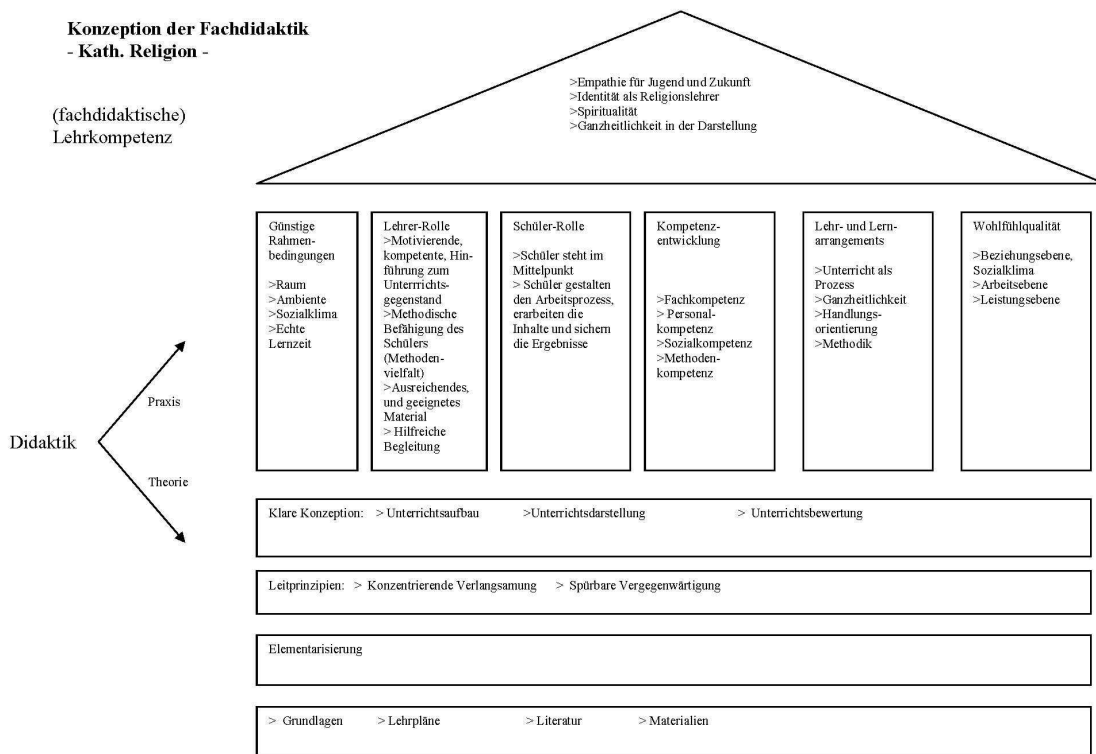 Konzeption der Fachdidaktik
- Kath. Religion -
(fachdidaktische)
Lehrkompetenz
>Empathie für Jugend und Zukunft
>Identität als Religionslehrer
>Spiritualität
>Ganzheitlichkeit in der Darstellung
Günstige
Rahmen-
bedingungen
>Raum
>Ambiente
>Sozialklima
>Echte
Lernzeit
Lehrer-Rolle
>Motivierende,
kompetente, Hin-
führung zum
Unterrrichts-
gegenstand
>Methodische
Befähigung des
Schülers
(Methoden-
vielfalt)
>Ausreichendes,
und geeignetes
Material
> Hilfreiche
Begleitung
Schüler-Rolle
>Schüler steht im
Mittelpunkt
> Schüler gestalten
den Arbeitsprozess,
erarbeiten die
Inhalte und sichern
die Ergebnisse
Kompetenz-
entwicklung
>Fachkompetenz
> Personal-
kompetenz
>Sozialkompetenz
>Methoden-
kompetenz
Lehr- und Lern-
arrangements
>Unterricht als
Prozess
>Ganzheitlichkeit
>Handlungs-
orientierung
>Methodik
Wohlfühlqualität
>Beziehungsebene,
Sozialklima
>Arbeitsebene
>Leistungsebene
Didaktik
Praxis
Theorie
Klare Konzeption: > Unterrichtsaufbau >Unterrichtsdarstellung > Unterrichtsbewertung
Leitprinzipien: > Konzentrierende Verlangsamung > Spürbare Vergegenwärtigung
Elementarisierung
> Grundlagen > Lehrpläne > Literatur > Materialien